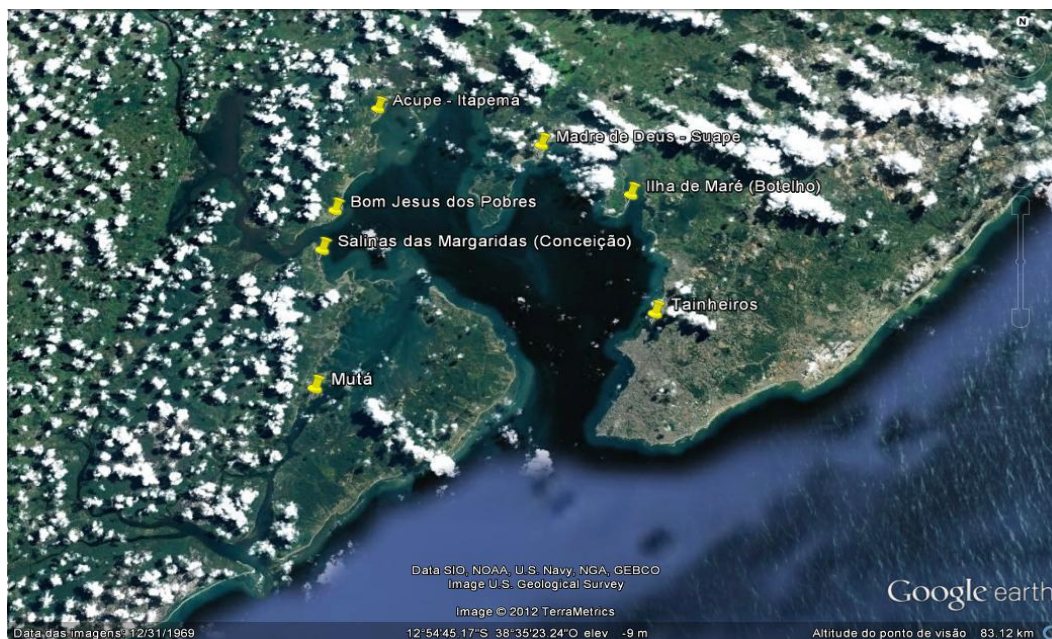 N
Acupe - Itapema
Madre de Deus - Suape
Ilha de Maré (Botelho)
Bom Jesus dos Pobres
Salinas das Margaridas (Conceição)
Tainheiros
Mutá
Data SIO, NOAA, U.S. Navy, NGA, GEBCO
Image U.S. Geological Survey
Google earth
Image © 2012 TerraMetrics
Data das imagens: 12/31/1969 12°54'45.17"S 38°35'23.24"O elev -9 m Altitude do ponto de visão 83.12 km